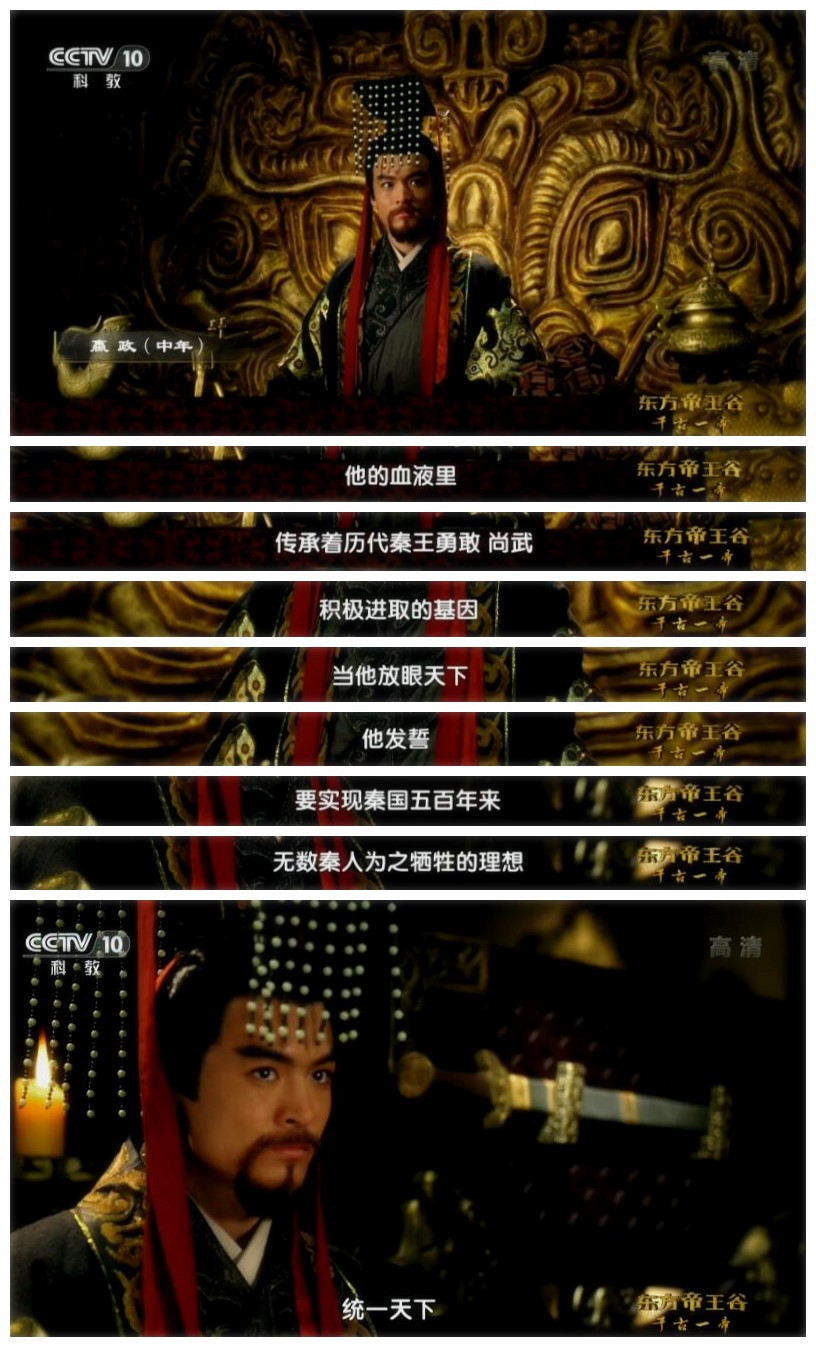 CCTV 10
科教
高清
嬴政(中年)
东方帝王谷
千古一帝
他的血液里
东方帝王谷
千古一帝
传承着历代秦王勇敢 尚武
东方帝王谷
千古一帝
积极进取的基因
东方帝王谷
千古一帝
当他放眼天下
东方帝王谷
千古一帝
他发誓
东方帝王谷
千古一帝
要实现秦国五百年来
东方帝王谷
千古一帝
无数秦人为之牺牲的理想
东方帝王谷
千古一帝
CCTV 10
科教
高清
统一天下
东方帝王谷
千古一帝